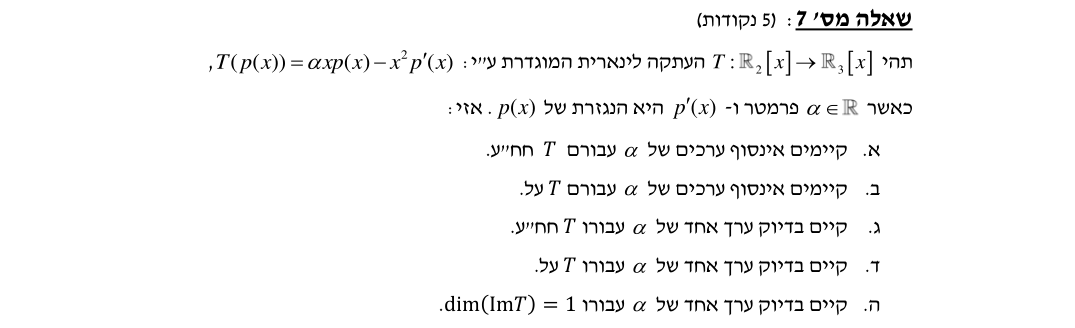 שאלה מס׳ 7 : (5 נקודות)
תהי T : ℝ₂[x] → ℝ₃[x] העתקה לינארית המוגדרת ע״י : T(p(x)) = αxp(x) − x²p′(x) ,
כאשר α ∈ ℝ פרמטר ו- p′(x) היא הנגזרת של p(x) . אזי :
א. קיימים אינסוף ערכים של α עבורם T חח״ע.
ב. קיימים אינסוף ערכים של α עבורם T על.
ג. קיים בדיוק ערך אחד של α עבורו T חח״ע.
ד. קיים בדיוק ערך אחד של α עבורו T על.
ה. קיים בדיוק ערך אחד של α עבורו dim(ImT) = 1.